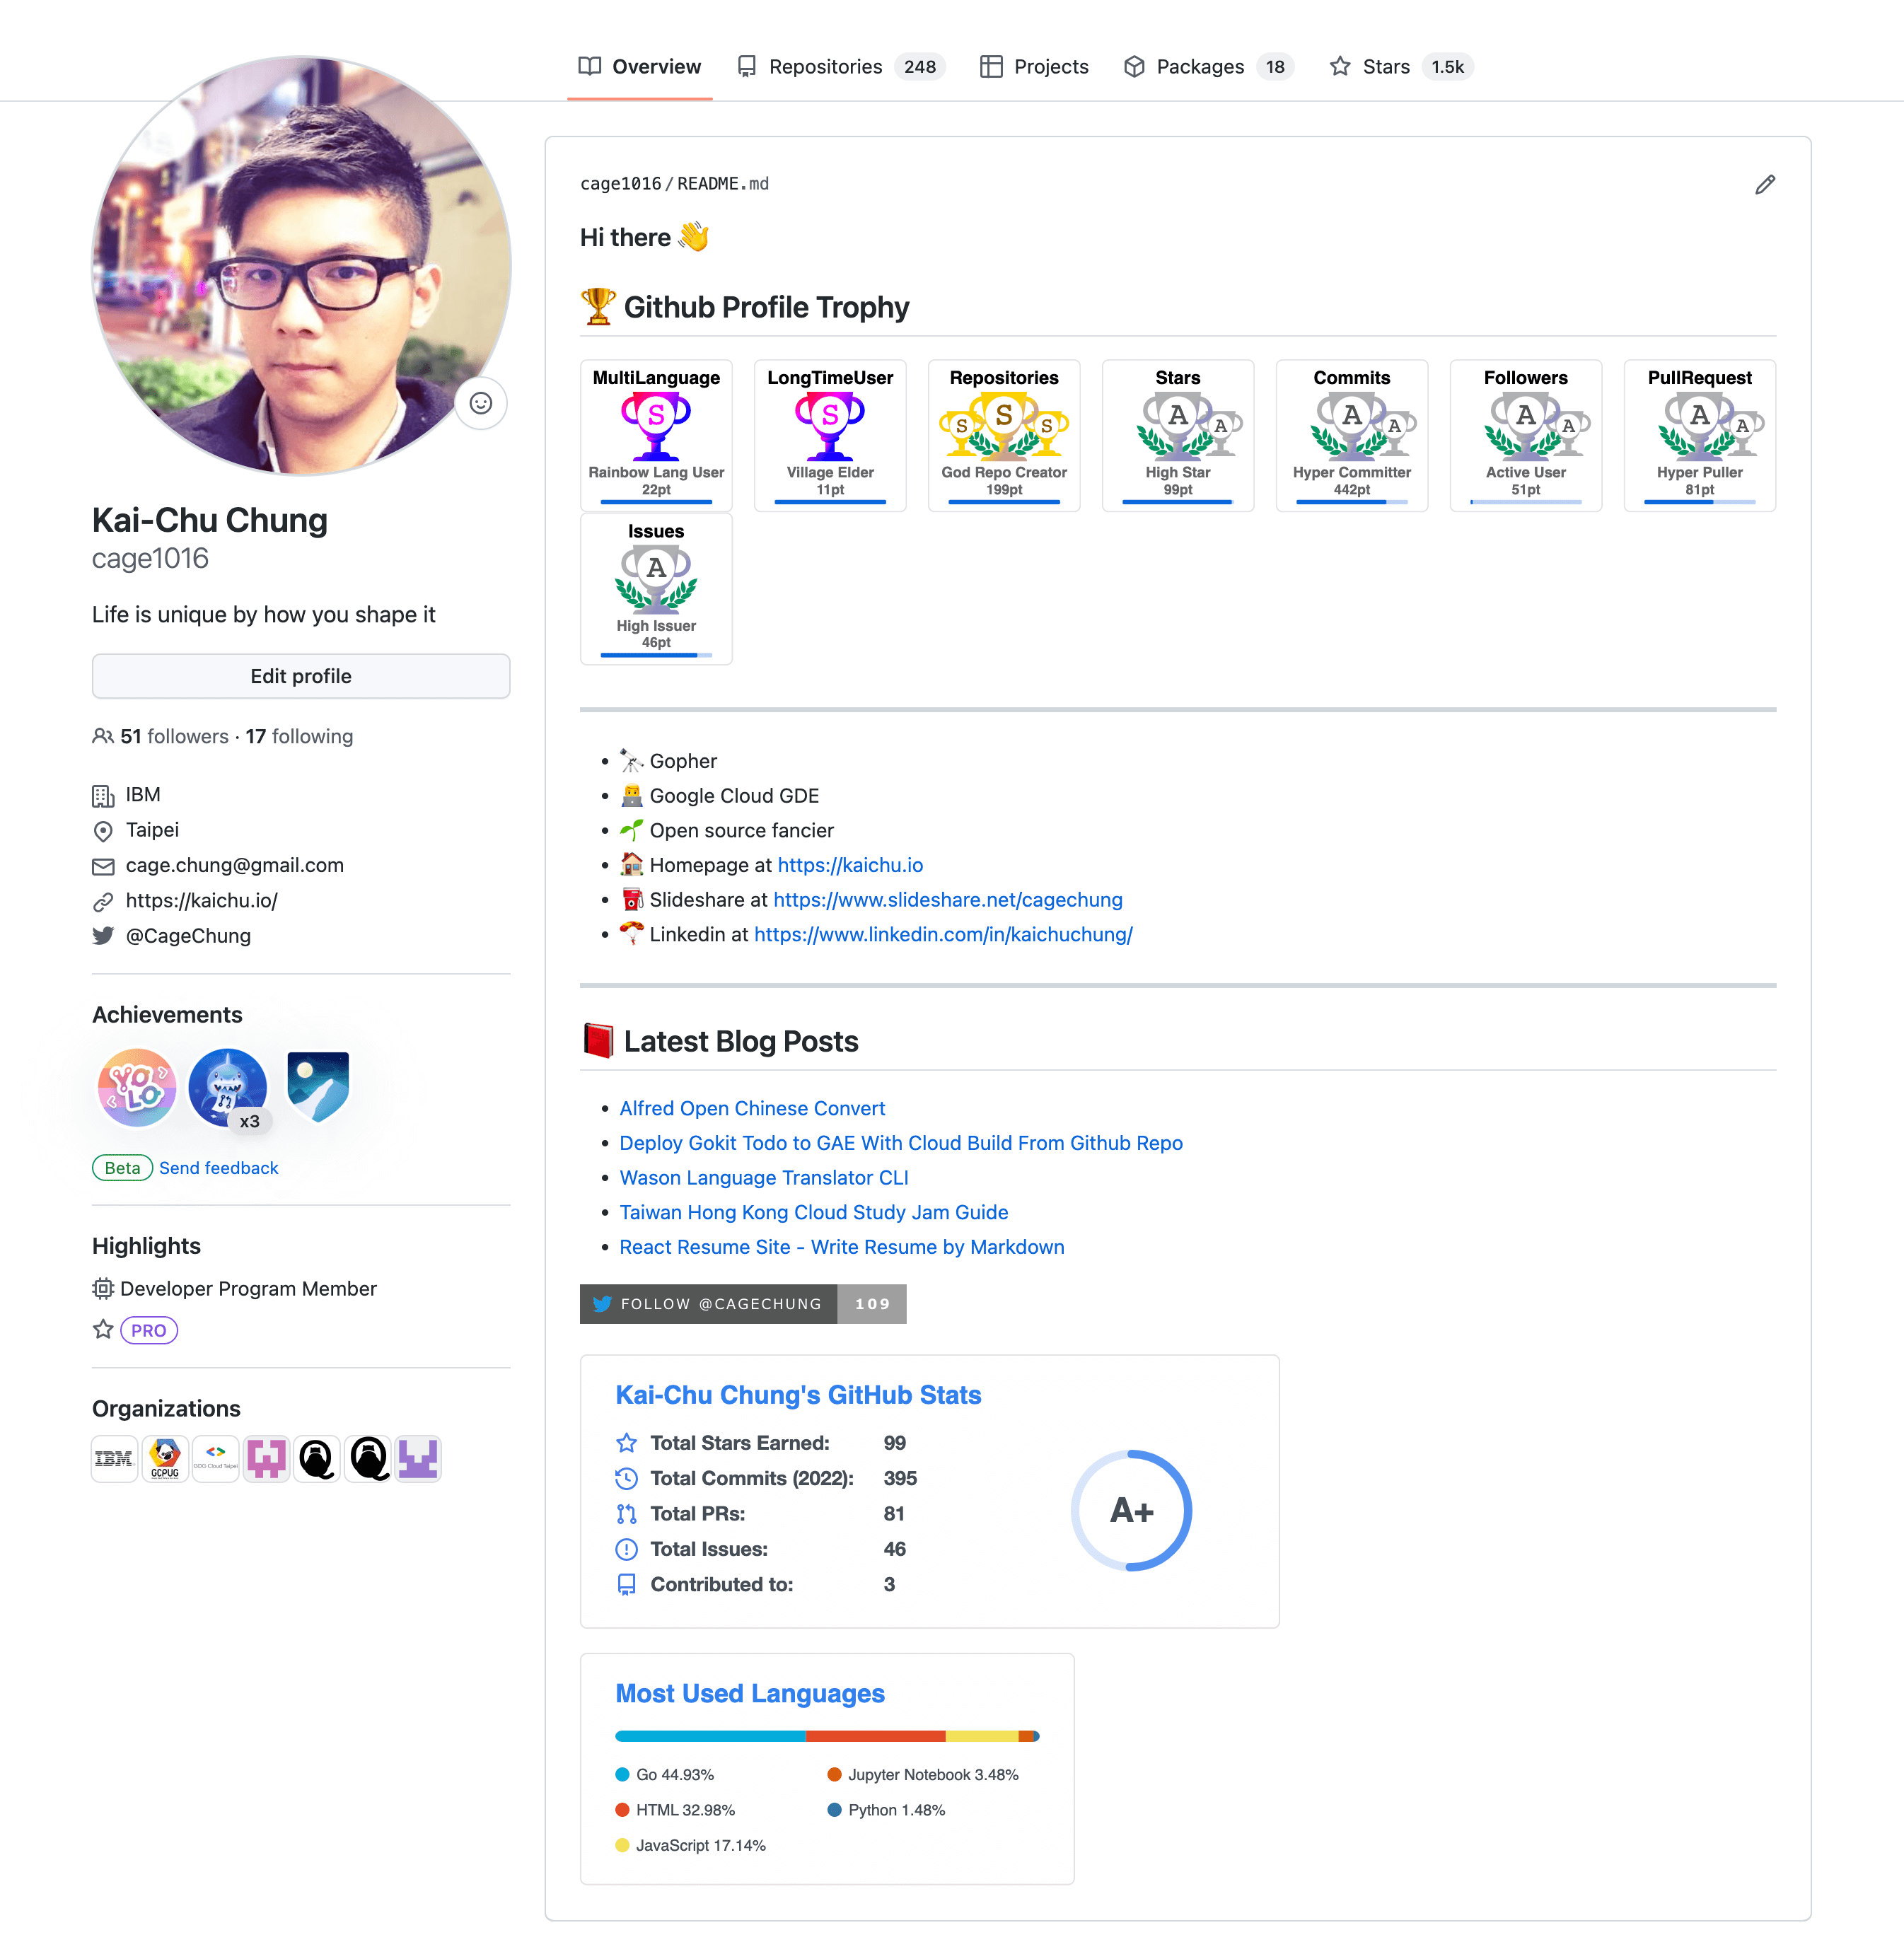 Overview Repositories 248 Projects Packages 18 Stars 1.5k
Kai-Chu Chung
cage1016
Life is unique by how you shape it
Edit profile
51 followers · 17 following
IBM
Taipei
cage.chung@gmail.com
https://kaichu.io/
@CageChung
Achievements
YOLO
x3
Beta Send feedback
Highlights
Developer Program Member
PRO
Organizations
IBM GCPUG GDG Cloud Taipei
cage1016/README.md
Hi there 👋
🏆 Github Profile Trophy
MultiLanguage LongTimeUser Repositories Stars Commits Followers PullRequest
S S S S S A A A A A A A A
Rainbow Lang User Village Elder God Repo Creator High Star Hyper Committer Active User Hyper Puller
22pt 11pt 199pt 99pt 442pt 51pt 81pt
Issues
A
High Issuer
46pt
• 🔭 Gopher
• 👨‍💻 Google Cloud GDE
• 🌱 Open source fancier
• 🏠 Homepage at https://kaichu.io
• ⛽ Slideshare at https://www.slideshare.net/cagechung
• 🪂 Linkedin at https://www.linkedin.com/in/kaichuchung/
📕 Latest Blog Posts
• Alfred Open Chinese Convert
• Deploy Gokit Todo to GAE With Cloud Build From Github Repo
• Wason Language Translator CLI
• Taiwan Hong Kong Cloud Study Jam Guide
• React Resume Site - Write Resume by Markdown
FOLLOW @CAGECHUNG 109
Kai-Chu Chung's GitHub Stats
Total Stars Earned: 99
Total Commits (2022): 395
Total PRs: 81
Total Issues: 46
Contributed to: 3
A+
Most Used Languages
Go 44.93% Jupyter Notebook 3.48%
HTML 32.98% Python 1.48%
JavaScript 17.14%